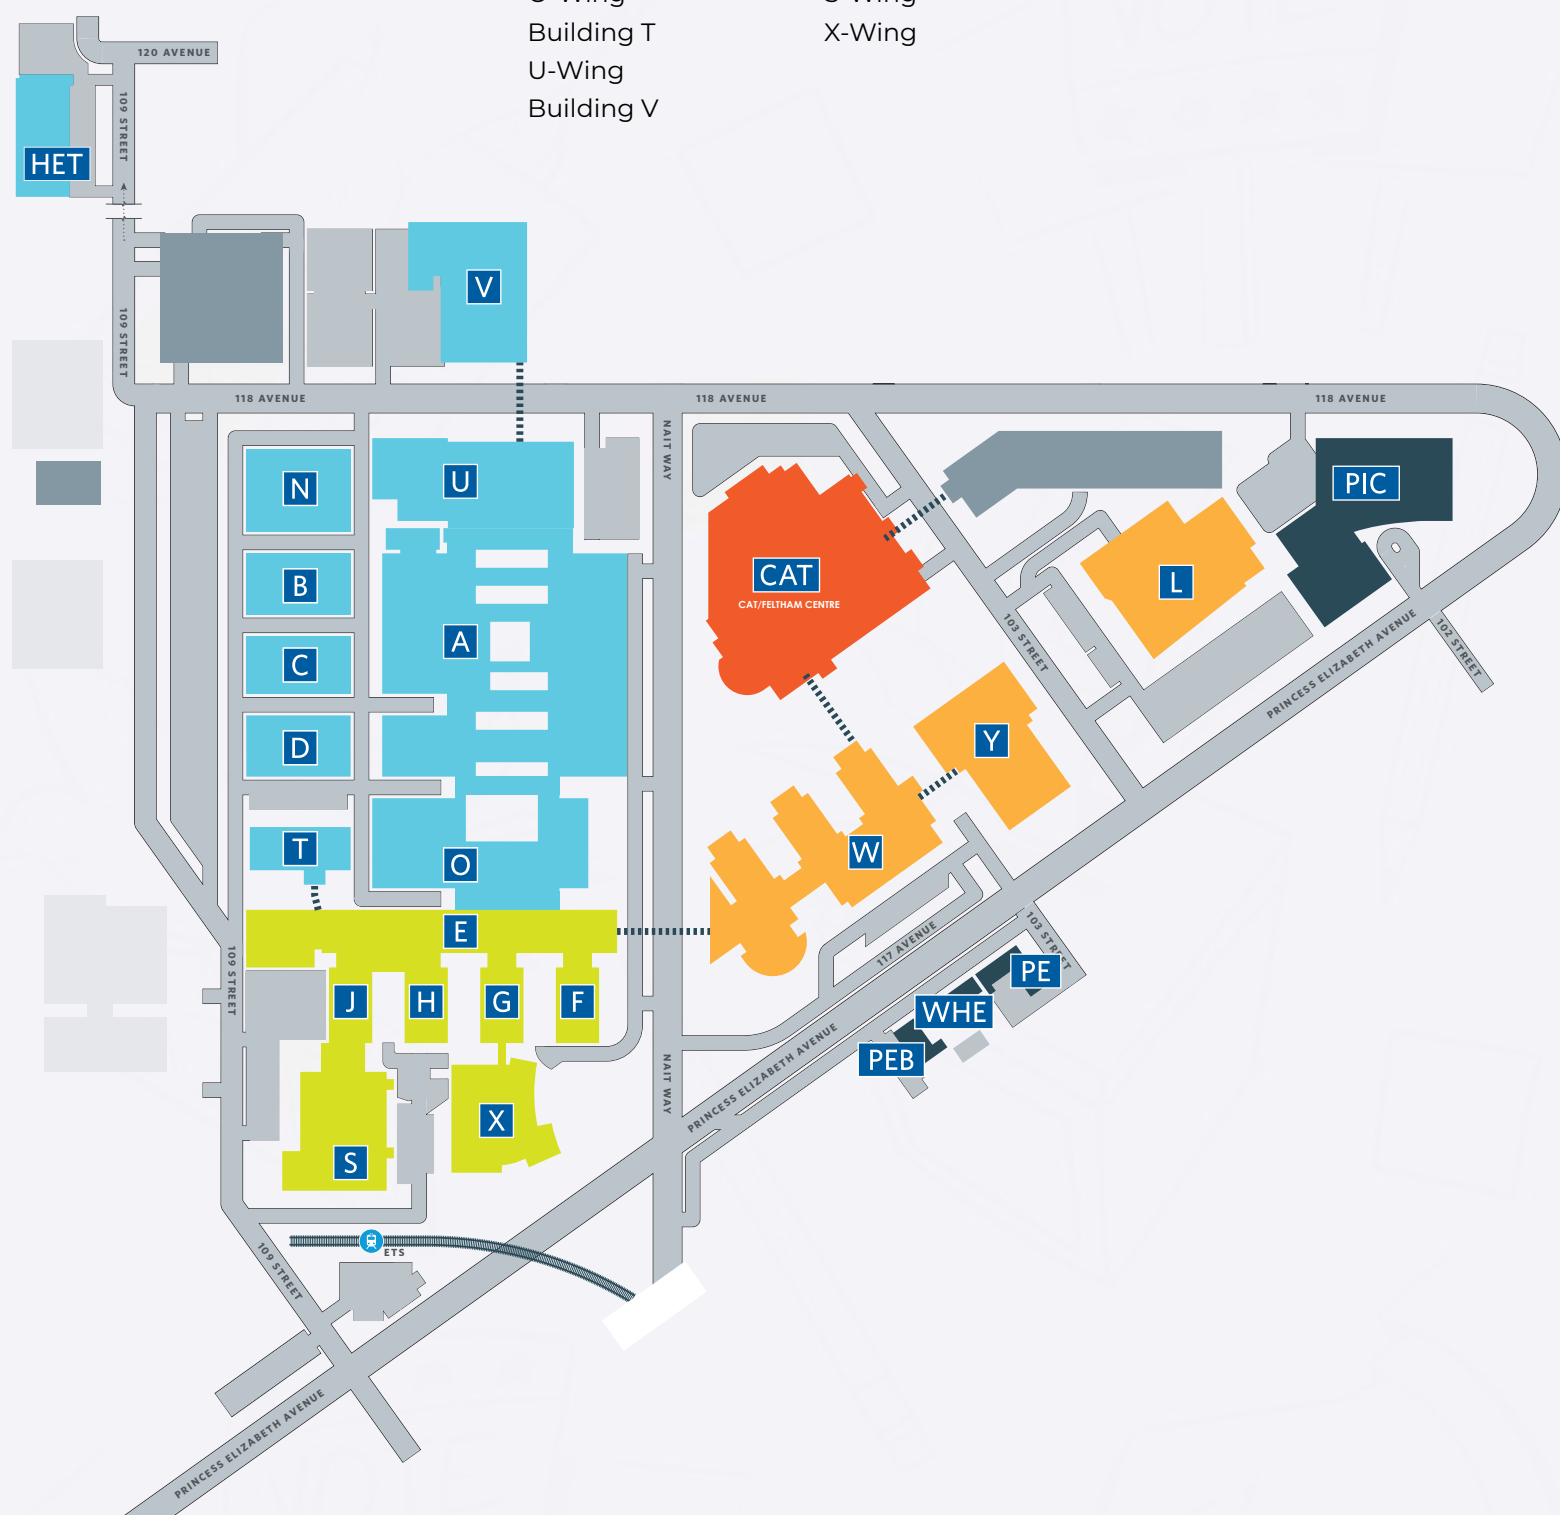 Building T
X-Wing
U-Wing
Building V
120 AVENUE
109 STREET
HET
V
109 STREET
118 AVENUE
118 AVENUE
118 AVENUE
NAIT WAY
N
U
PIC
CAT
CAT/FELTHAM CENTRE
B
L
A
103 STREET
102 STREET
C
PRINCESS ELIZABETH AVENUE
D
Y
T
O
W
E
117 AVENUE
103 STREET
109 STREET
PE
J
H
G
F
WHE
PEB
NAIT WAY
PRINCESS ELIZABETH AVENUE
X
S
ETS
109 STREET
PRINCESS ELIZABETH AVENUE